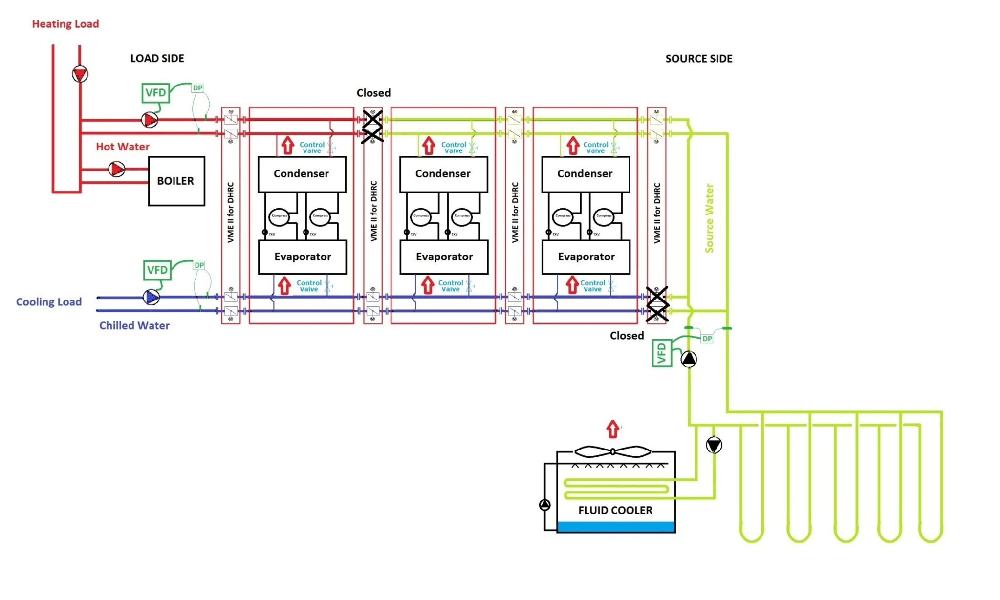 Heating Load
LOAD SIDE
SOURCE SIDE
VFD
DP
Closed
M
M
M
M
M
M
M
M
Hot Water
Control
Valve
Control
Valve
Control
Valve
BOILER
Condenser
Condenser
Condenser
VME II for DHRC
VME II for DHRC
VME II for DHRC
VME II for DHRC
Source Water
Compress
Compress
Compress
Compress
Compress
Compress
TXV
TXV
TXV
TXV
TXV
TXV
Evaporator
Evaporator
Evaporator
VFD
DP
Control
Valve
Control
Valve
Control
Valve
M
M
M
M
Cooling Load
M
M
M
M
Chilled Water
Closed
VFD
DP
FLUID COOLER